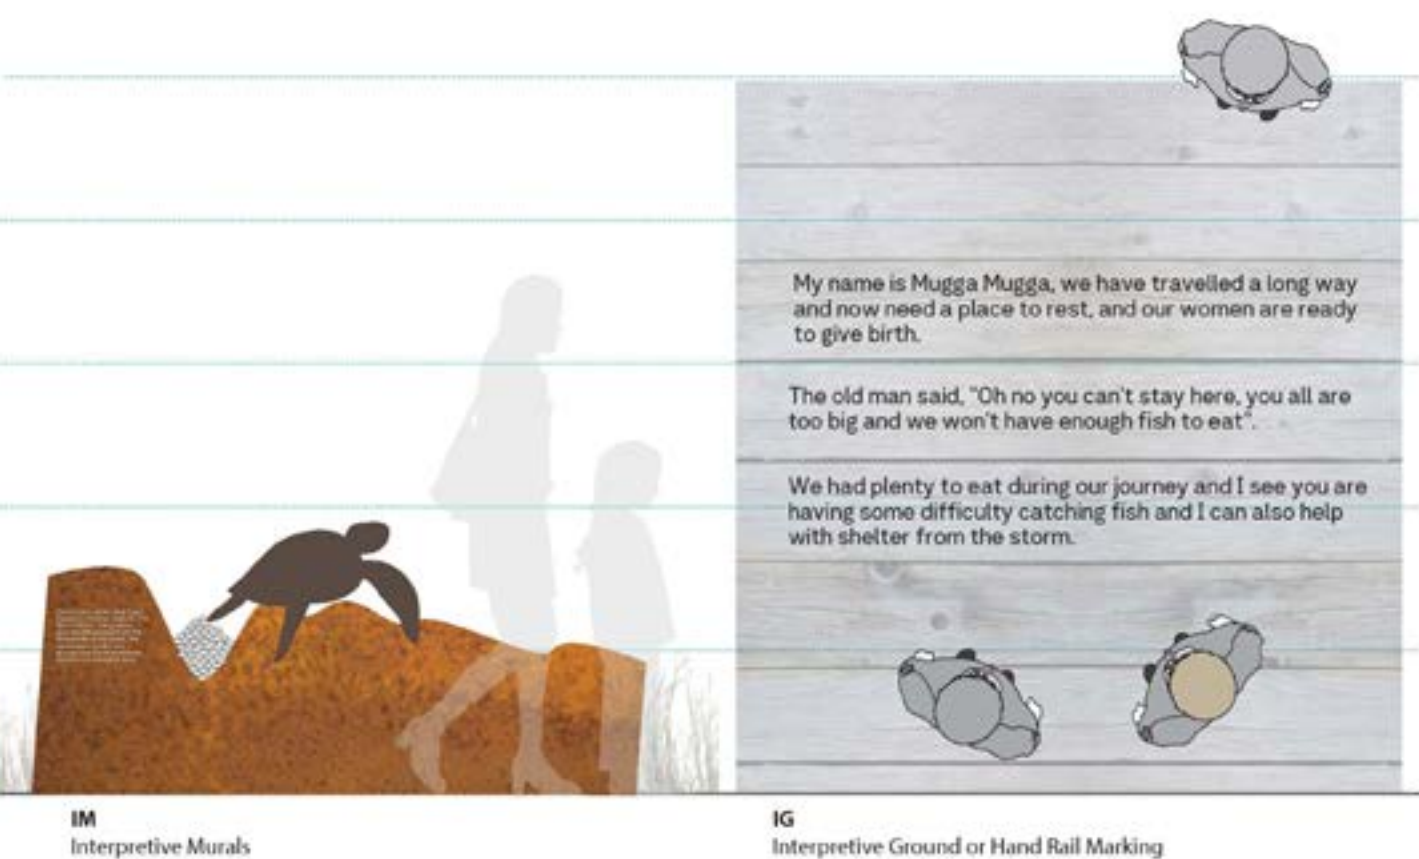 My name is Mugga Mugga, we have travelled a long way
and now need a place to rest, and our women are ready
to give birth.
The old man said, "Oh no you can't stay here, you all are
too big and we won't have enough fish to eat".
We had plenty to eat during our journey and I see you are
having some difficulty catching fish and I can also help
with shelter from the storm.
IM
Interpretive Murals
IG
Interpretive Ground or Hand Rail Marking